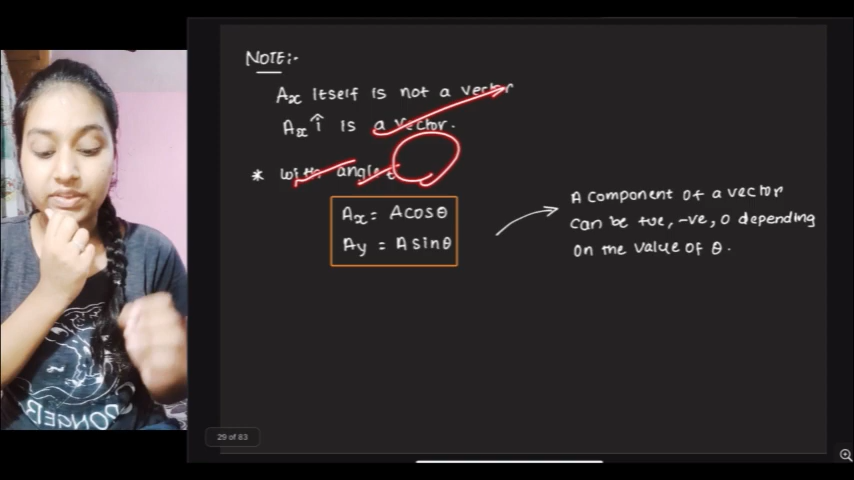 NOTE:-
Ax itself is not a vector
Ax î is a vector.
* with angle
Ax = Acosθ
Ay = Asinθ
A component of a vector
can be +ve, -ve, 0 depending
on the value of θ.
29 of 83